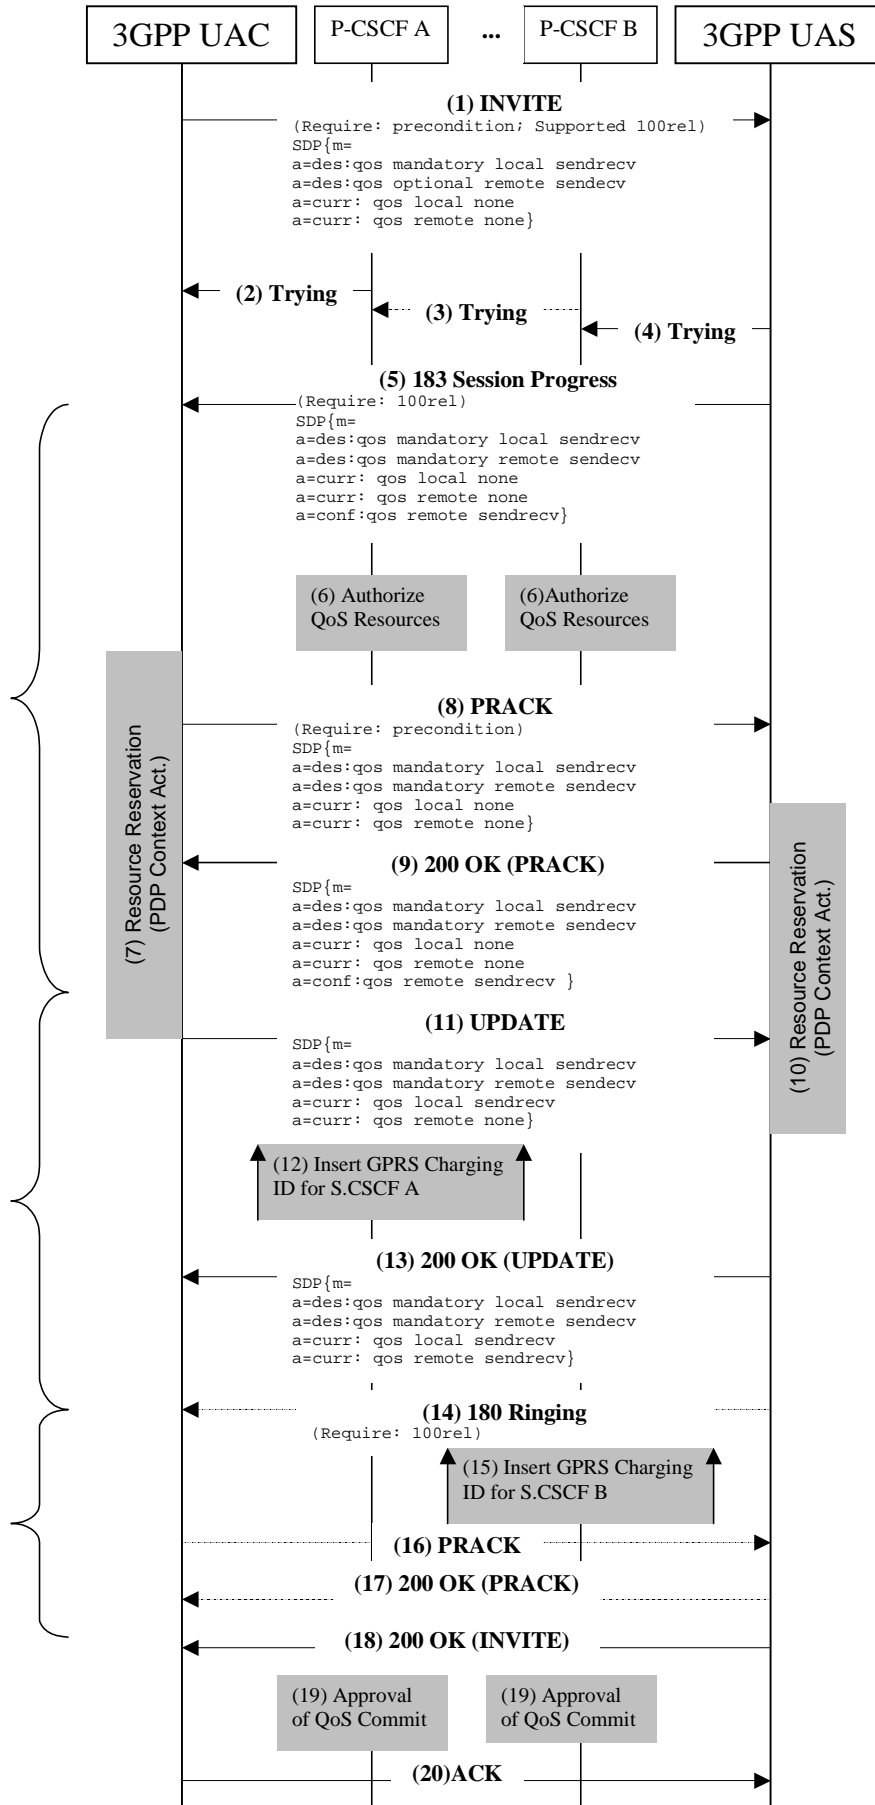 3GPP UAC
P-CSCF A
...
P-CSCF B
3GPP UAS
(1) INVITE
(Require: precondition; Supported 100rel)
SDP{m=
a=des:qos mandatory local sendrecv
a=des:qos optional remote sendecv
a=curr: qos local none
a=curr: qos remote none}
(2) Trying
(3) Trying
(4) Trying
(5) 183 Session Progress
(Require: 100rel)
SDP{m=
a=des:qos mandatory local sendrecv
a=des:qos mandatory remote sendecv
a=curr: qos local none
a=curr: qos remote none
a=conf:qos remote sendrecv}
(6) Authorize
QoS Resources
(6)Authorize
QoS Resources
(7) Resource Reservation
(PDP Context Act.)
(8) PRACK
(Require: precondition)
SDP{m=
a=des:qos mandatory local sendrecv
a=des:qos mandatory remote sendecv
a=curr: qos local none
a=curr: qos remote none}
(9) 200 OK (PRACK)
SDP{m=
a=des:qos mandatory local sendrecv
a=des:qos mandatory remote sendecv
a=curr: qos local none
a=curr: qos remote none
a=conf:qos remote sendrecv }
(10) Resource Reservation
(PDP Context Act.)
(11) UPDATE
SDP{m=
a=des:qos mandatory local sendrecv
a=des:qos mandatory remote sendecv
a=curr: qos local sendrecv
a=curr: qos remote none}
(12) Insert GPRS Charging
ID for S.CSCF A
(13) 200 OK (UPDATE)
SDP{m=
a=des:qos mandatory local sendrecv
a=des:qos mandatory remote sendecv
a=curr: qos local sendrecv
a=curr: qos remote sendrecv}
(14) 180 Ringing
(Require: 100rel)
(15) Insert GPRS Charging
ID for S.CSCF B
(16) PRACK
(17) 200 OK (PRACK)
(18) 200 OK (INVITE)
(19) Approval
of QoS Commit
(19) Approval
of QoS Commit
(20)ACK